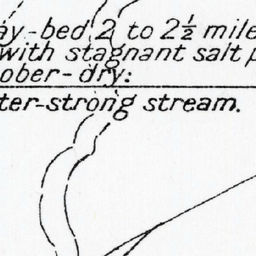 ay-bed 2 to 2½ mile
with stagnant salt p
ober-dry:
ter-strong stream.